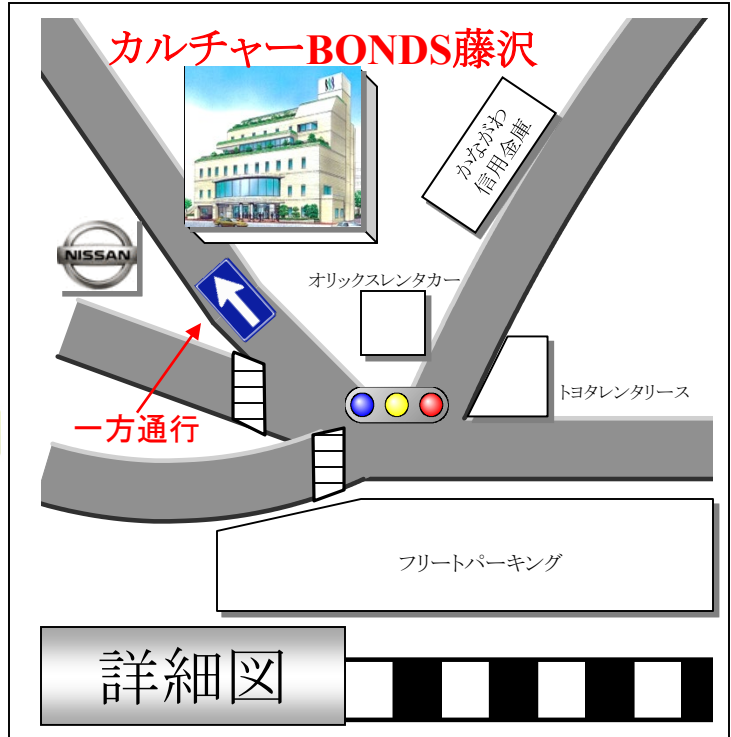 カルチャーBONDS藤沢
かながわ
信用金庫
NISSAN
オリックスレンタカー
トヨタレンタリース
一方通行
フリートパーキング
詳細図